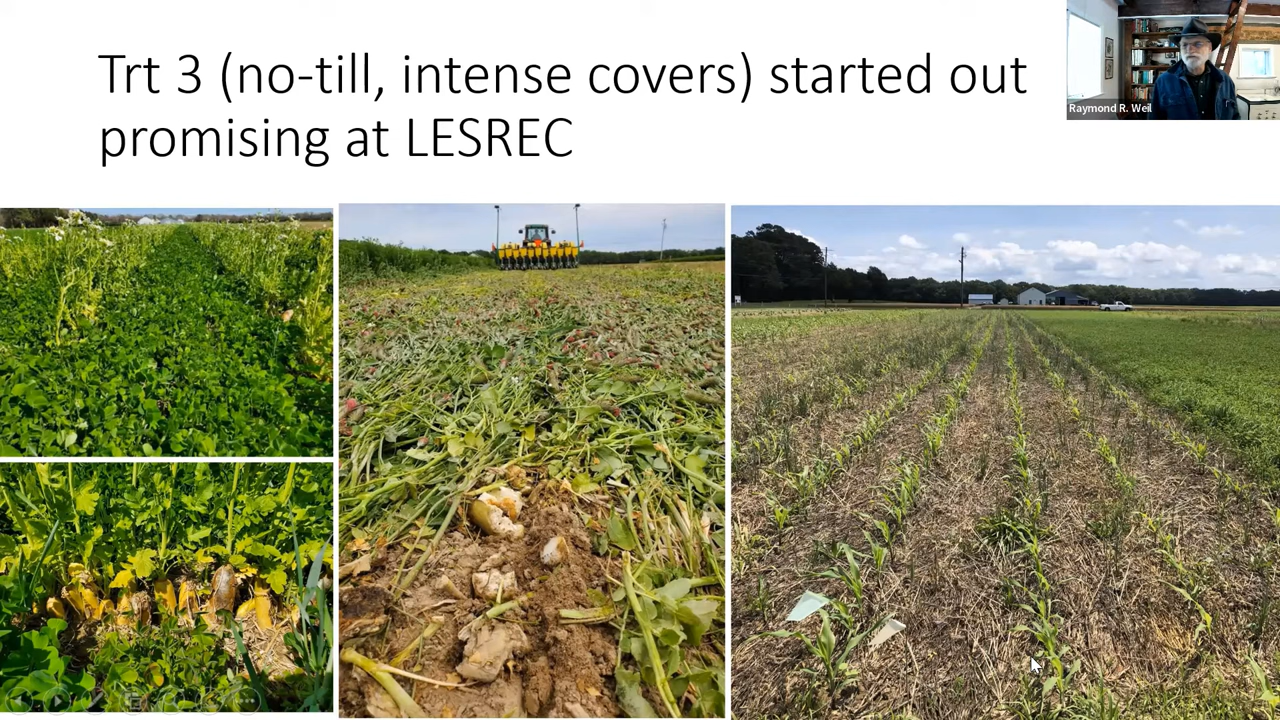 Trt 3 (no-till, intense covers) started out
promising at LESREC
Raymond R. Weil